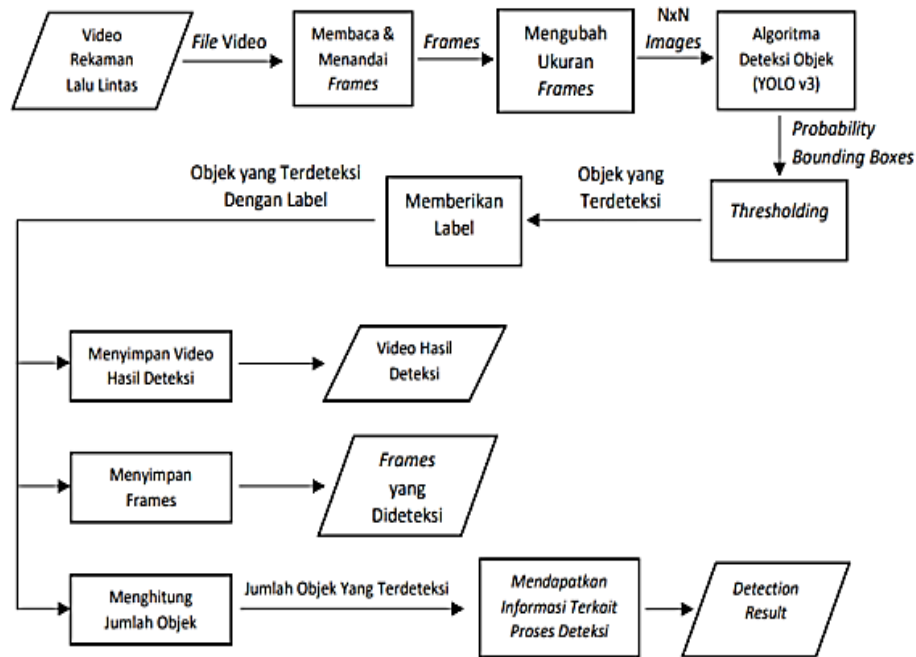 Video
Rekaman
Lalu Lintas
File Video
Membaca &
Menandai
Frames
Frames
Mengubah
Ukuran
Frames
NxN
Images
Algoritma
Deteksi Objek
(YOLO v3)
Probability
Bounding Boxes
Thresholding
Objek yang
Terdeteksi
Memberikan
Label
Objek yang Terdeteksi
Dengan Label
Menyimpan Video
Hasil Deteksi
Video Hasil
Deteksi
Menyimpan
Frames
Frames
yang
Dideteksi
Menghitung
Jumlah Objek
Jumlah Objek Yang Terdeteksi
Mendapatkan
Informasi Terkait
Proses Deteksi
Detection
Result